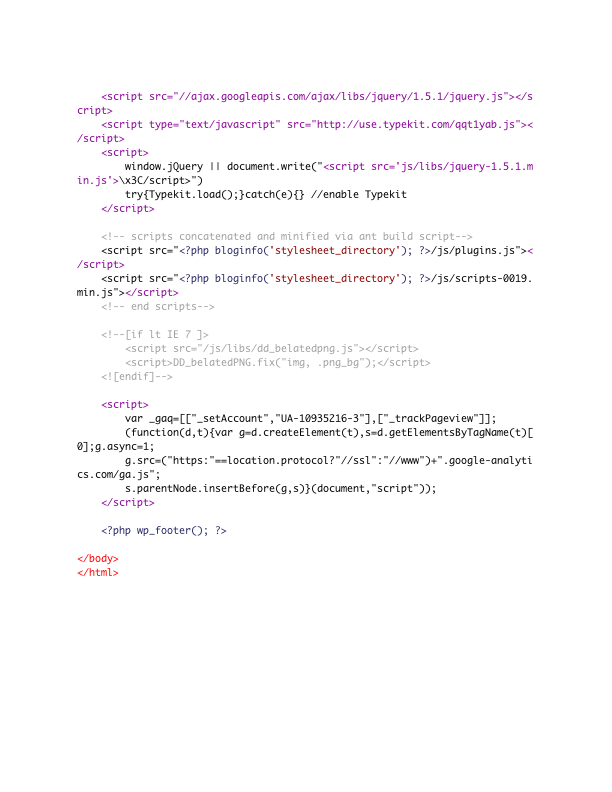 <script src="//ajax.googleapis.com/ajax/libs/jquery/1.5.1/jquery.js"></s
cript>
<script type="text/javascript" src="http://use.typekit.com/qqt1yab.js"><
/script>
<script>
window.jQuery || document.write("<script src='js/libs/jquery-1.5.1.m
in.js'>\x3C/script>")
try{Typekit.load();}catch(e){} //enable Typekit
</script>
<!-- scripts concatenated and minified via ant build script-->
<script src="<?php bloginfo('stylesheet_directory'); ?>/js/plugins.js"><
/script>
<script src="<?php bloginfo('stylesheet_directory'); ?>/js/scripts-0019.
min.js"></script>
<!-- end scripts-->
<!--[if lt IE 7 ]>
<script src="/js/libs/dd_belatedpng.js"></script>
<script>DD_belatedPNG.fix("img, .png_bg");</script>
<![endif]-->
<script>
var _gaq=[["_setAccount","UA-10935216-3"],["_trackPageview"]];
(function(d,t){var g=d.createElement(t),s=d.getElementsByTagName(t)[
0];g.async=1;
g.src=("https:"==location.protocol?"//ssl":"//www")+".google-analyti
cs.com/ga.js";
s.parentNode.insertBefore(g,s)}(document,"script"));
</script>
<?php wp_footer(); ?>
</body>
</html>